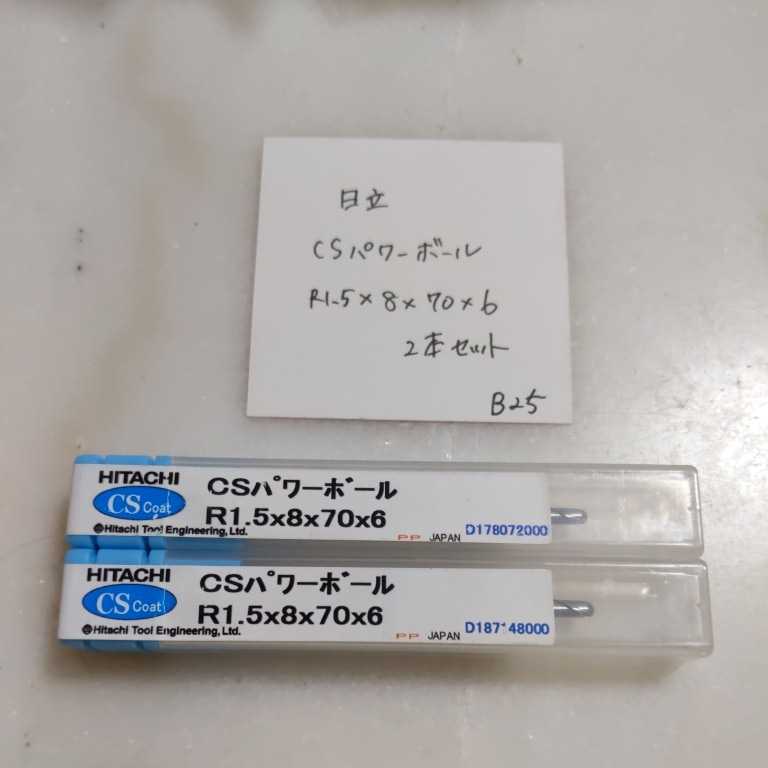 日立
CSパワーボール
R1.5×8×70×6
2本セット
B25
HITACHI
CS Coat
©Hitachi Tool Engineering, Ltd.
CSパワーボール
R1.5x8x70x6
PP JAPAN D178072000
HITACHI
CS Coat
©Hitachi Tool Engineering, Ltd.
CSパワーボール
R1.5x8x70x6
PP JAPAN D187148000